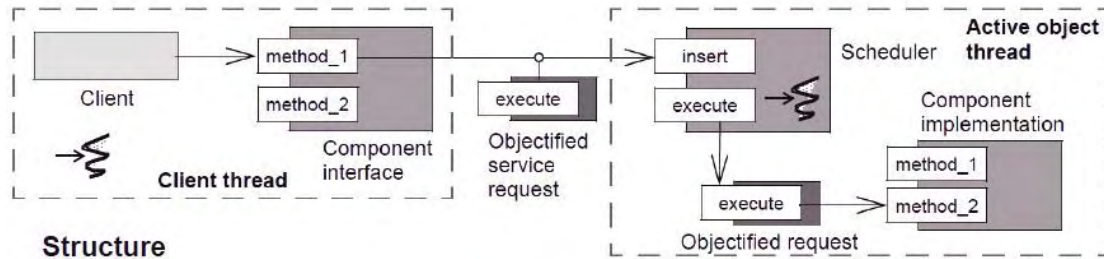 Client
Client thread
method_1
method_2
Component
interface
execute
Objectified
service
request
insert
execute
Scheduler
Active object
thread
Component
implementation
method_1
method_2
execute
Objectified request
Structure